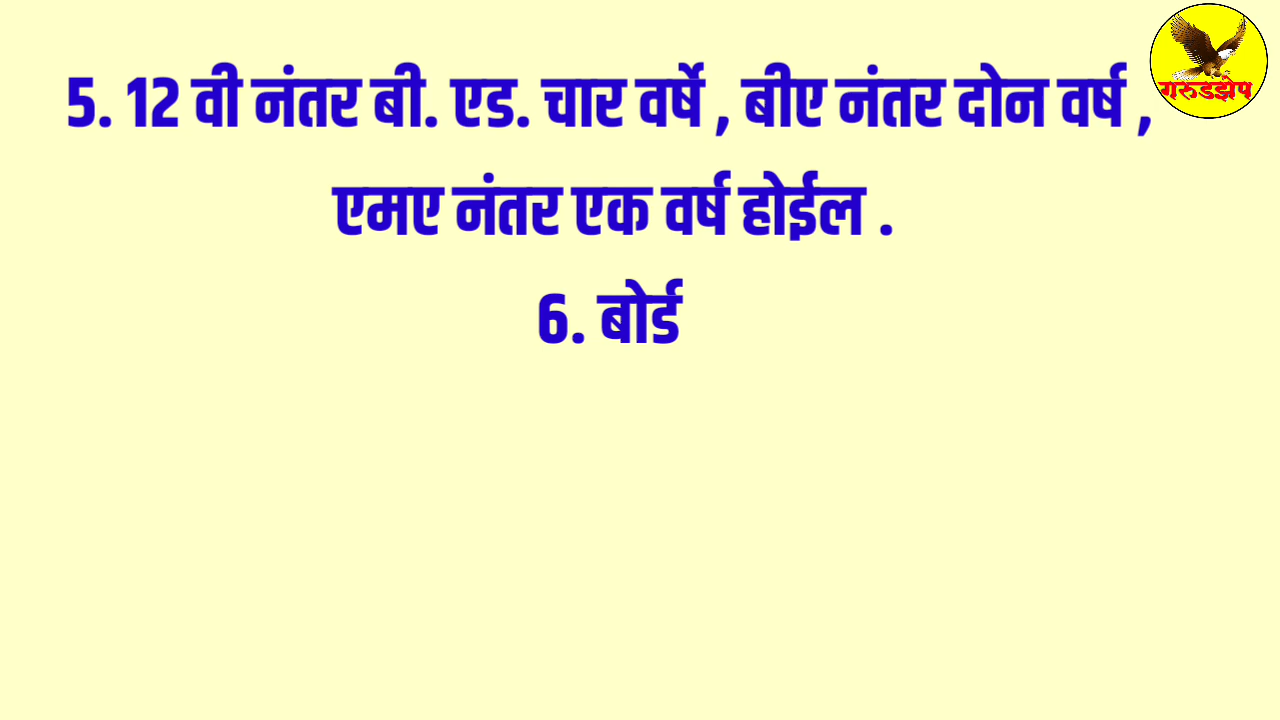 गरुडझेप
5. 12 वी नंतर बी. एड. चार वर्षे , बीए नंतर दोन वर्ष ,
एमए नंतर एक वर्ष होईल .
6. बोर्ड